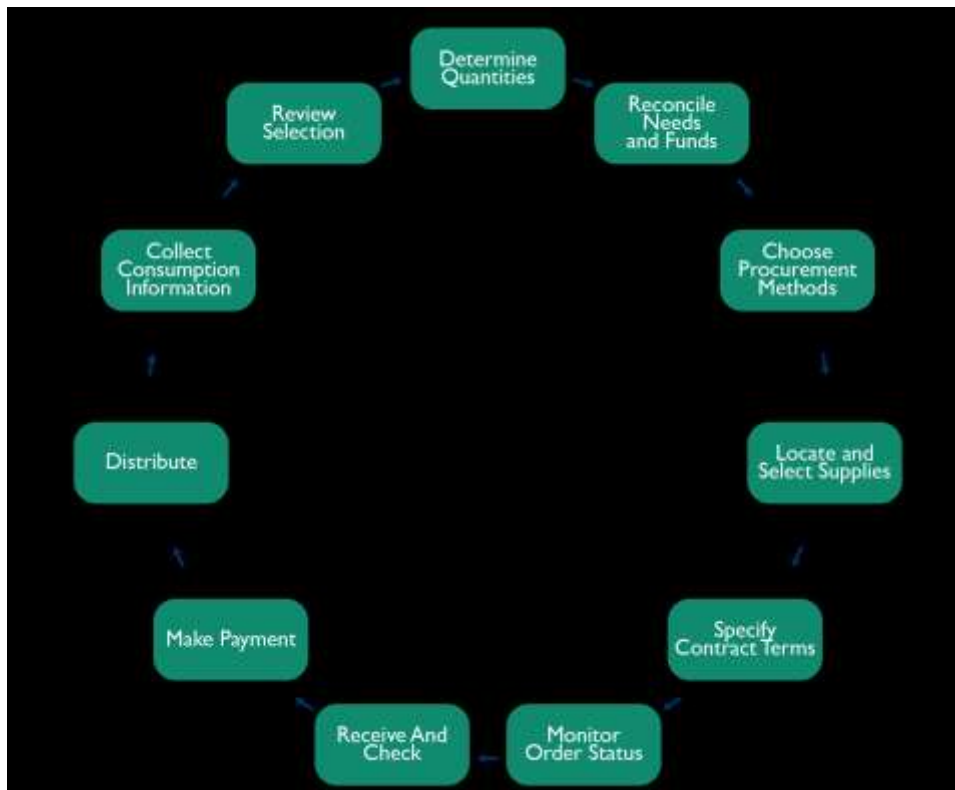 Determine
Quantities
Reconcile
Needs
and Funds
Choose
Procurement
Methods
Locate and
Select Supplies
Specify
Contract Terms
Monitor
Order Status
Receive And
Check
Make Payment
Distribute
Collect
Consumption
Information
Review
Selection